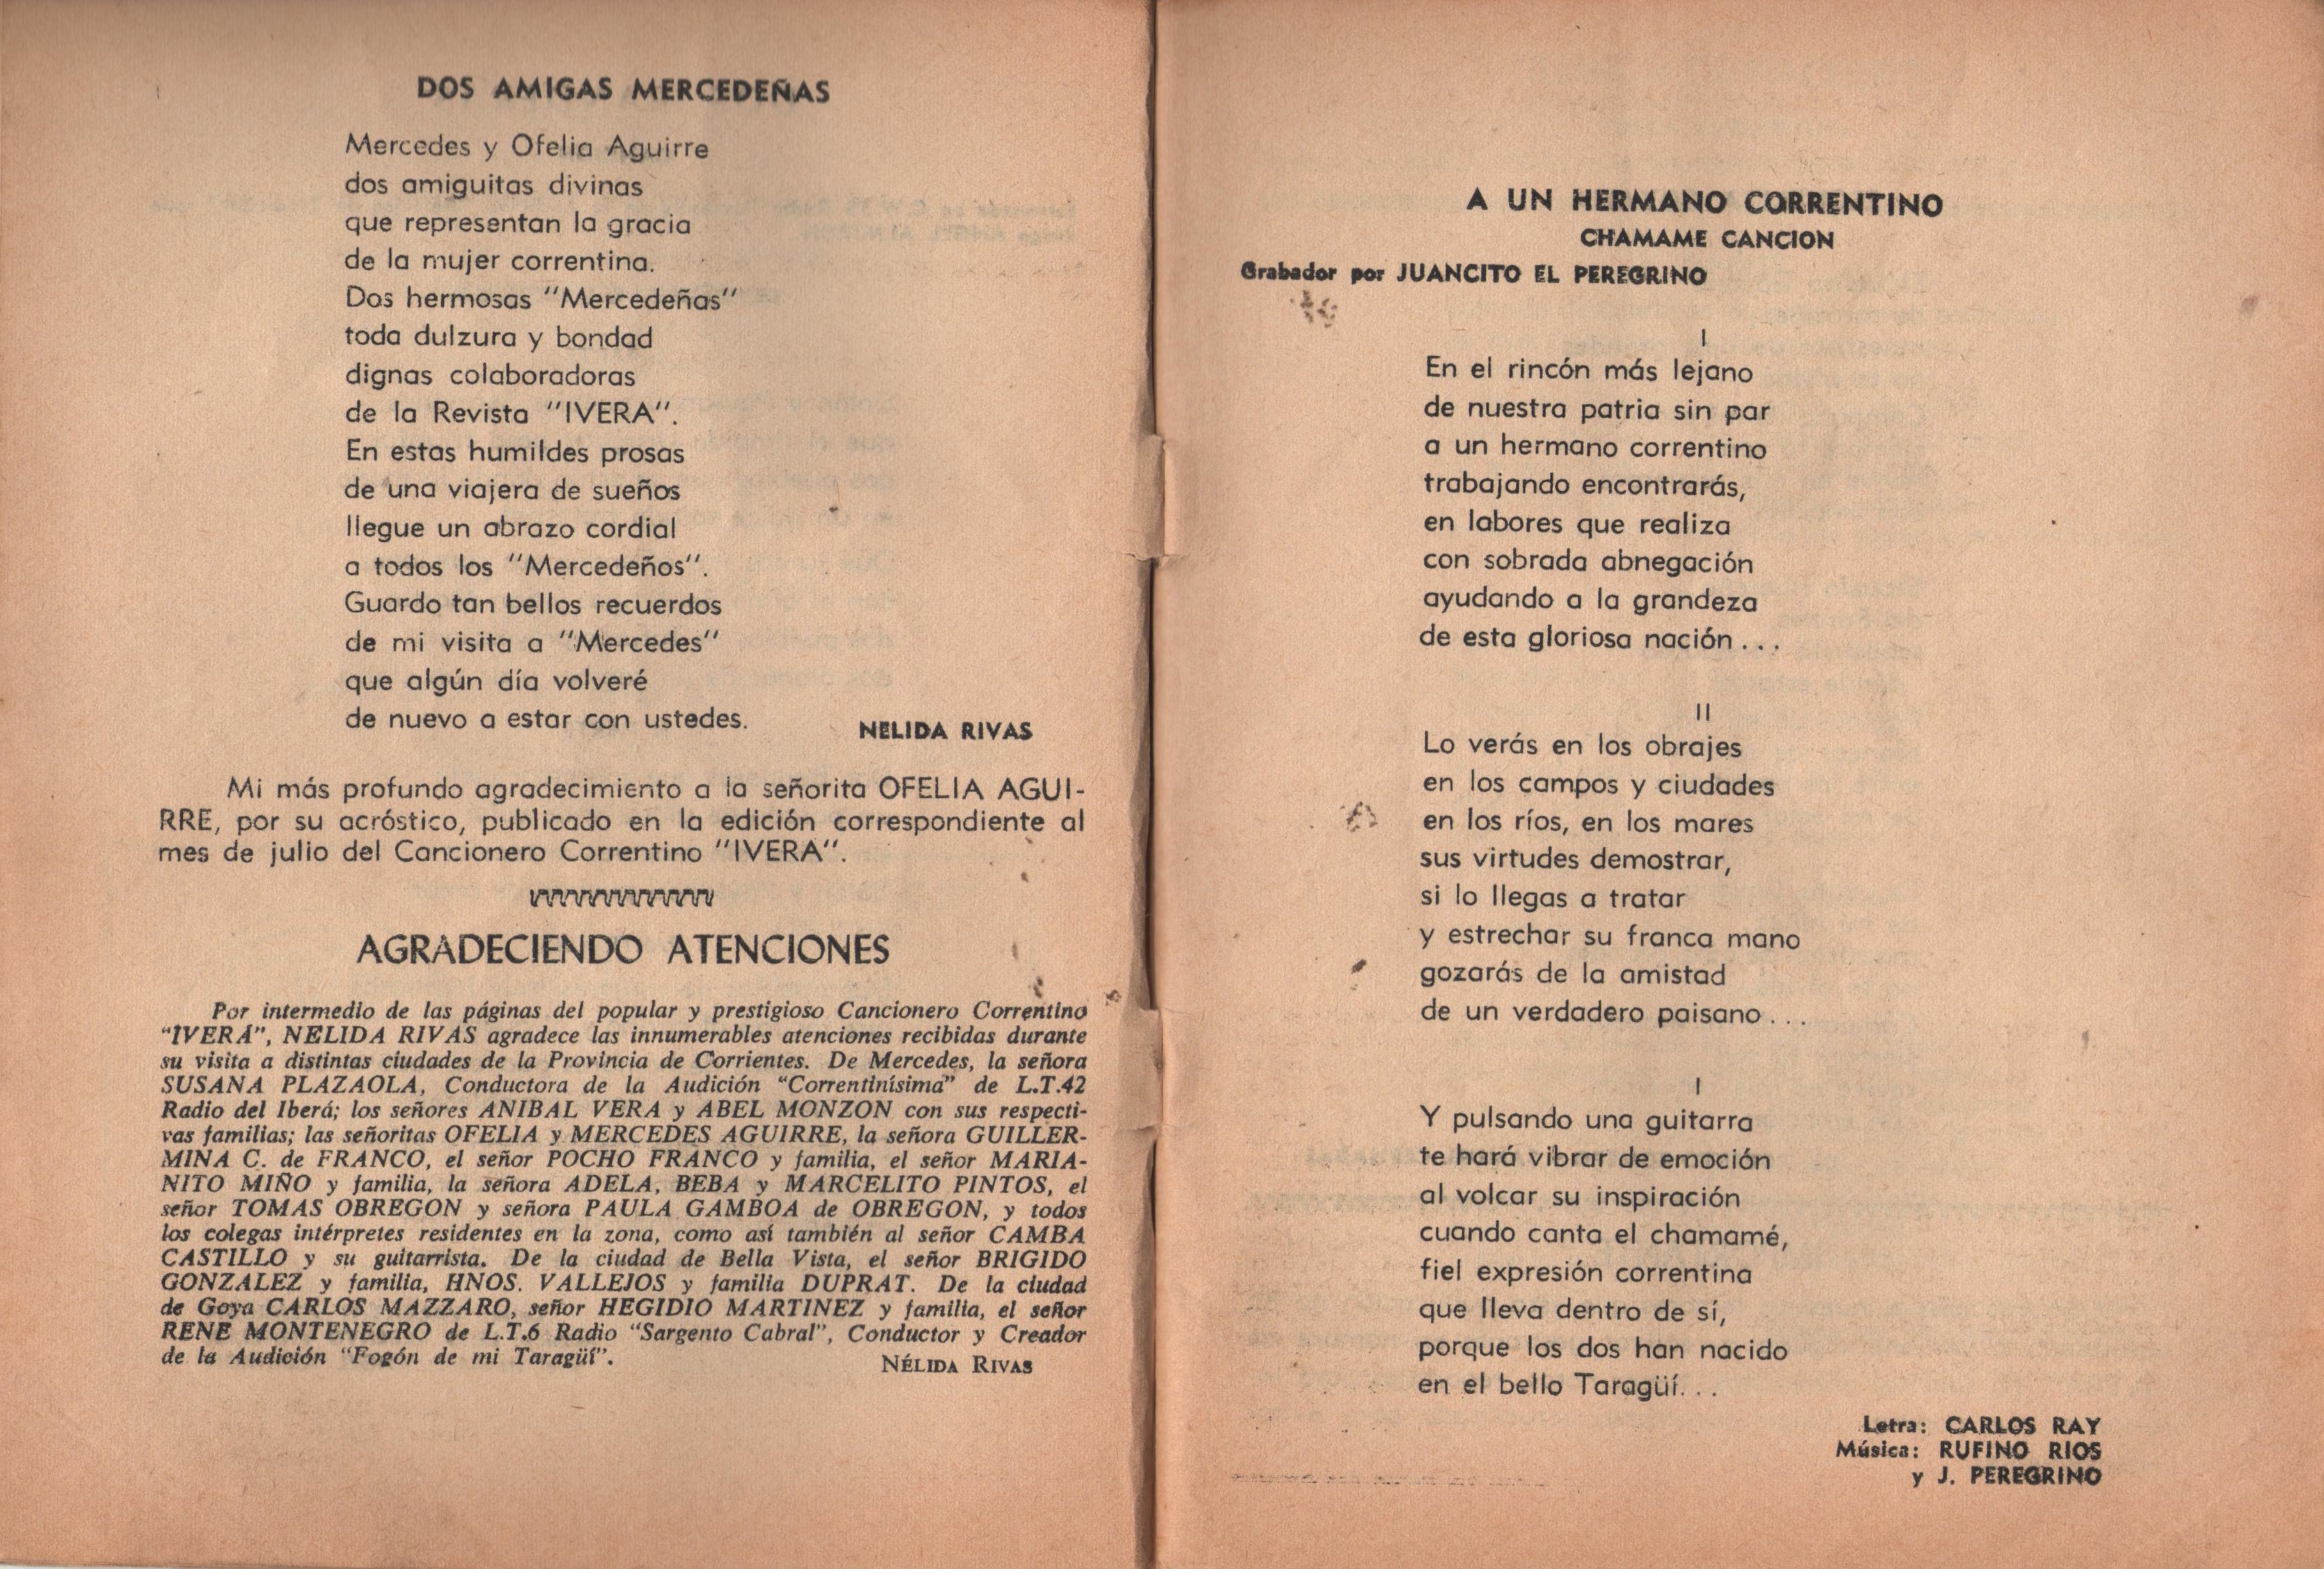 DOS AMIGAS MERCEDEÑAS
Mercedes y Ofelia Aguirre
dos amiguitas divinas
que representan la gracia
de la mujer correntina.
Dos hermosas "Mercedeñas"
toda dulzura y bondad
dignas colaboradoras
de la Revista "IVERA".
En estas humildes prosas
de una viajera de sueños
llegue un abrazo cordial
a todos los "Mercedeños".
Guardo tan bellos recuerdos
de mi visita a "Mercedes"
que algún día volveré
de nuevo a estar con ustedes.
NELIDA RIVAS
Mi más profundo agradecimiento a la señorita OFELIA AGUI-
RRE, por su acróstico, publicado en la edición correspondiente al
mes de julio del Cancionero Correntino "IVERA".
AGRADECIENDO ATENCIONES
Por intermedio de las páginas del popular y prestigioso Cancionero Correntino
"IVERA", NELIDA RIVAS agradece las innumerables atenciones recibidas durante
su visita a distintas ciudades de la Provincia de Corrientes. De Mercedes, la señora
SUSANA PLAZAOLA, Conductora de la Audición "Correntinísima" de L.T.42
Radio del Iberá; los señores ANIBAL VERA y ABEL MONZON con sus respecti-
vas familias; las señoritas OFELIA y MERCEDES AGUIRRE, la señora GUILLER-
MINA C. de FRANCO, el señor POCHO FRANCO y familia, el señor MARIA-
NITO MIÑO y familia, la señora ADELA, BEBA y MARCELITO PINTOS, el
señor TOMAS OBREGON y señora PAULA GAMBOA de OBREGON, y todos
los colegas intérpretes residentes en la zona, como así también al señor CAMBA
CASTILLO y su guitarrista. De la ciudad de Bella Vista, el señor BRIGIDO
GONZALEZ y familia, HNOS. VALLEJOS y familia DUPRAT. De la ciudad
de Goya CARLOS MAZZARO, señor HEGIDIO MARTINEZ y familia, el señor
RENE MONTENEGRO de L.T.6 Radio "Sargento Cabral", Conductor y Creador
de la Audición "Fogón de mi Taragüí".
NÉLIDA RIVAS
A UN HERMANO CORRENTINO
CHAMAME CANCION
Grabador por JUANCITO EL PEREGRINO
I
En el rincón más lejano
de nuestra patria sin par
a un hermano correntino
trabajando encontrarás,
en labores que realiza
con sobrada abnegación
ayudando a la grandeza
de esta gloriosa nación...
II
Lo verás en los obrajes
en los campos y ciudades
en los ríos, en los mares
sus virtudes demostrar,
si lo llegas a tratar
y estrechar su franca mano
gozarás de la amistad
de un verdadero paisano...
I
Y pulsando una guitarra
te hará vibrar de emoción
al volcar su inspiración
cuando canta el chamamé,
fiel expresión correntina
que lleva dentro de sí,
porque los dos han nacido
en el bello Taragüí...
Letra: CARLOS RAY
Música: RUFINO RIOS
y J. PEREGRINO